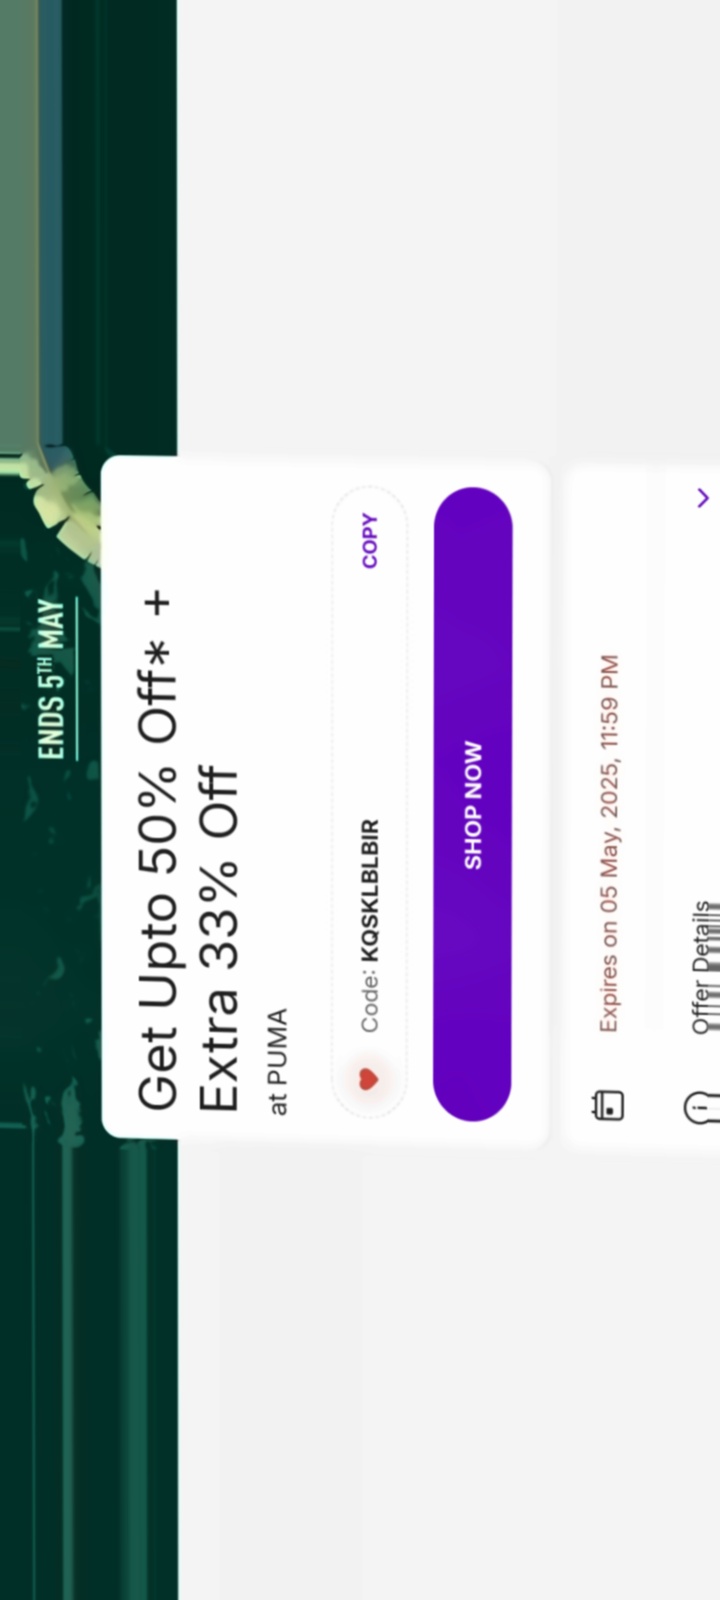 ENDS 5TH MAY
Get Upto 50% Off* +
Extra 33% Off
at PUMA
Code: KQSKLBLBIR
COPY
SHOP NOW
Expires on 05 May, 2025, 11:59 PM
Offer Details